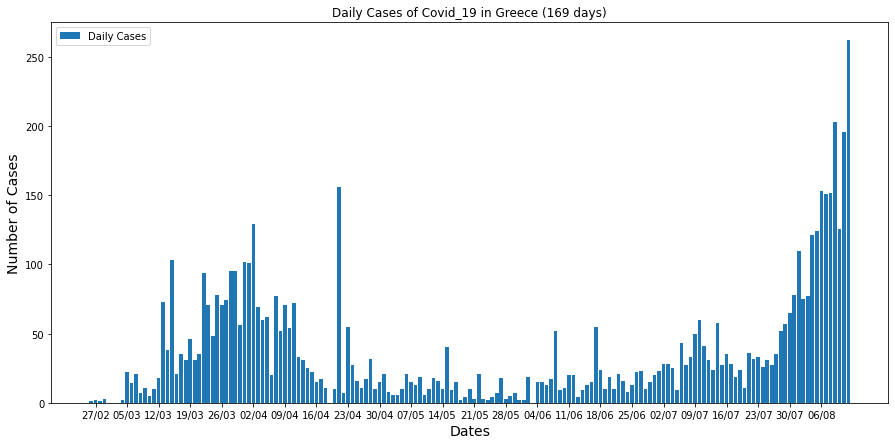 Daily Cases of Covid_19 in Greece (169 days)
Daily Cases
Number of Cases
250
200
150
100
50
0
27/02 05/03 12/03 19/03 26/03 02/04 09/04 16/04 23/04 30/04 07/05 14/05 21/05 28/05 04/06 11/06 18/06 25/06 02/07 09/07 16/07 23/07 30/07 06/08
Dates